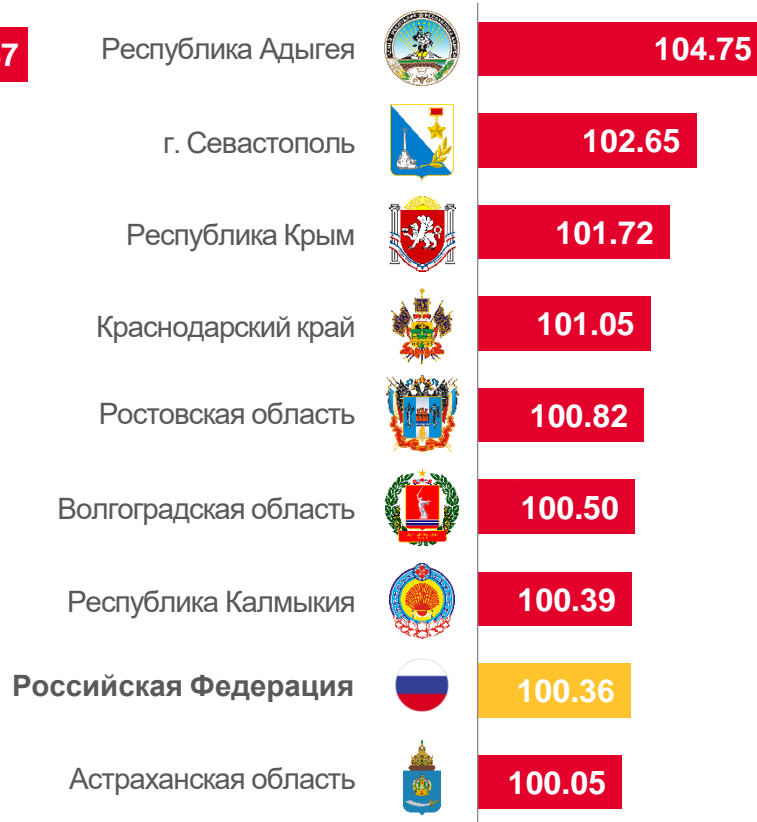 7
Республика Адыгея 104.75
г. Севастополь 102.65
Республика Крым 101.72
Краснодарский край 101.05
Ростовская область 100.82
Волгоградская область 100.50
Республика Калмыкия 100.39
Российская Федерация 100.36
Астраханская область 100.05